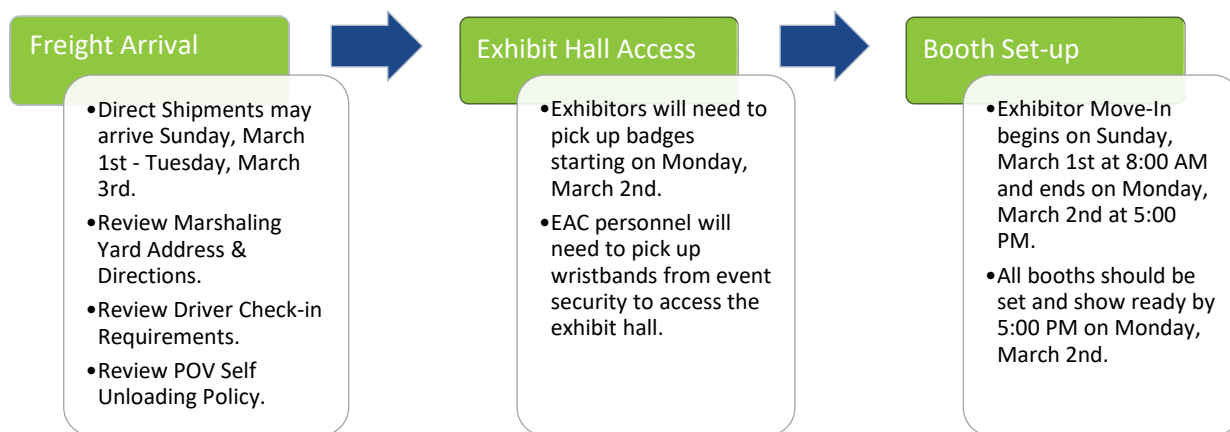 Freight Arrival
•Direct Shipments may
arrive Sunday, March
1st - Tuesday, March
3rd.
•Review Marshaling
Yard Address &
Directions.
•Review Driver Check-in
Requirements.
•Review POV Self
Unloading Policy.
Exhibit Hall Access
•Exhibitors will need to
pick up badges
starting on Monday,
March 2nd.
•EAC personnel will
need to pick up
wristbands from event
security to access the
exhibit hall.
Booth Set-up
•Exhibitor Move-In
begins on Sunday,
March 1st at 8:00 AM
and ends on Monday,
March 2nd at 5:00
PM.
•All booths should be
set and show ready by
5:00 PM on Monday,
March 2nd.